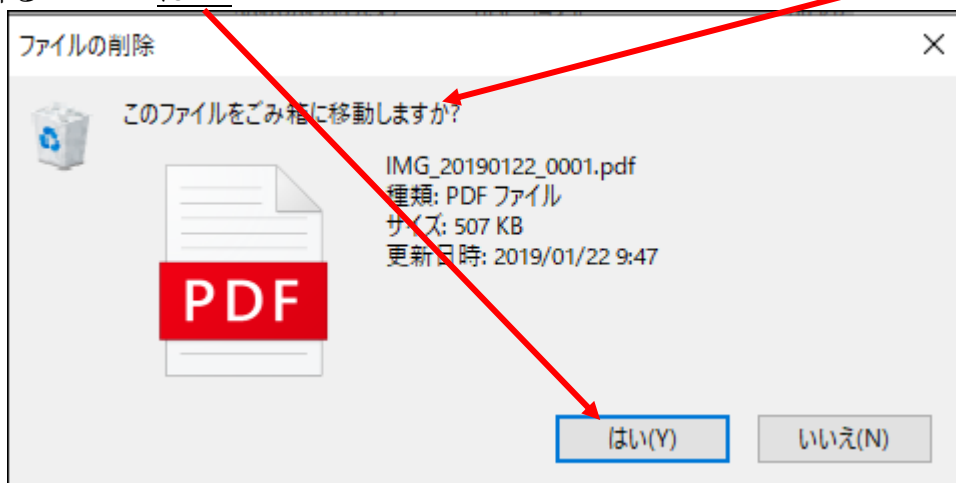 ファイルの削除
このファイルをごみ箱に移動しますか?
IMG_20190122_0001.pdf
種類: PDF ファイル
サイズ: 507 KB
更新日時: 2019/01/22 9:47
PDF
はい(Y)
いいえ(N)